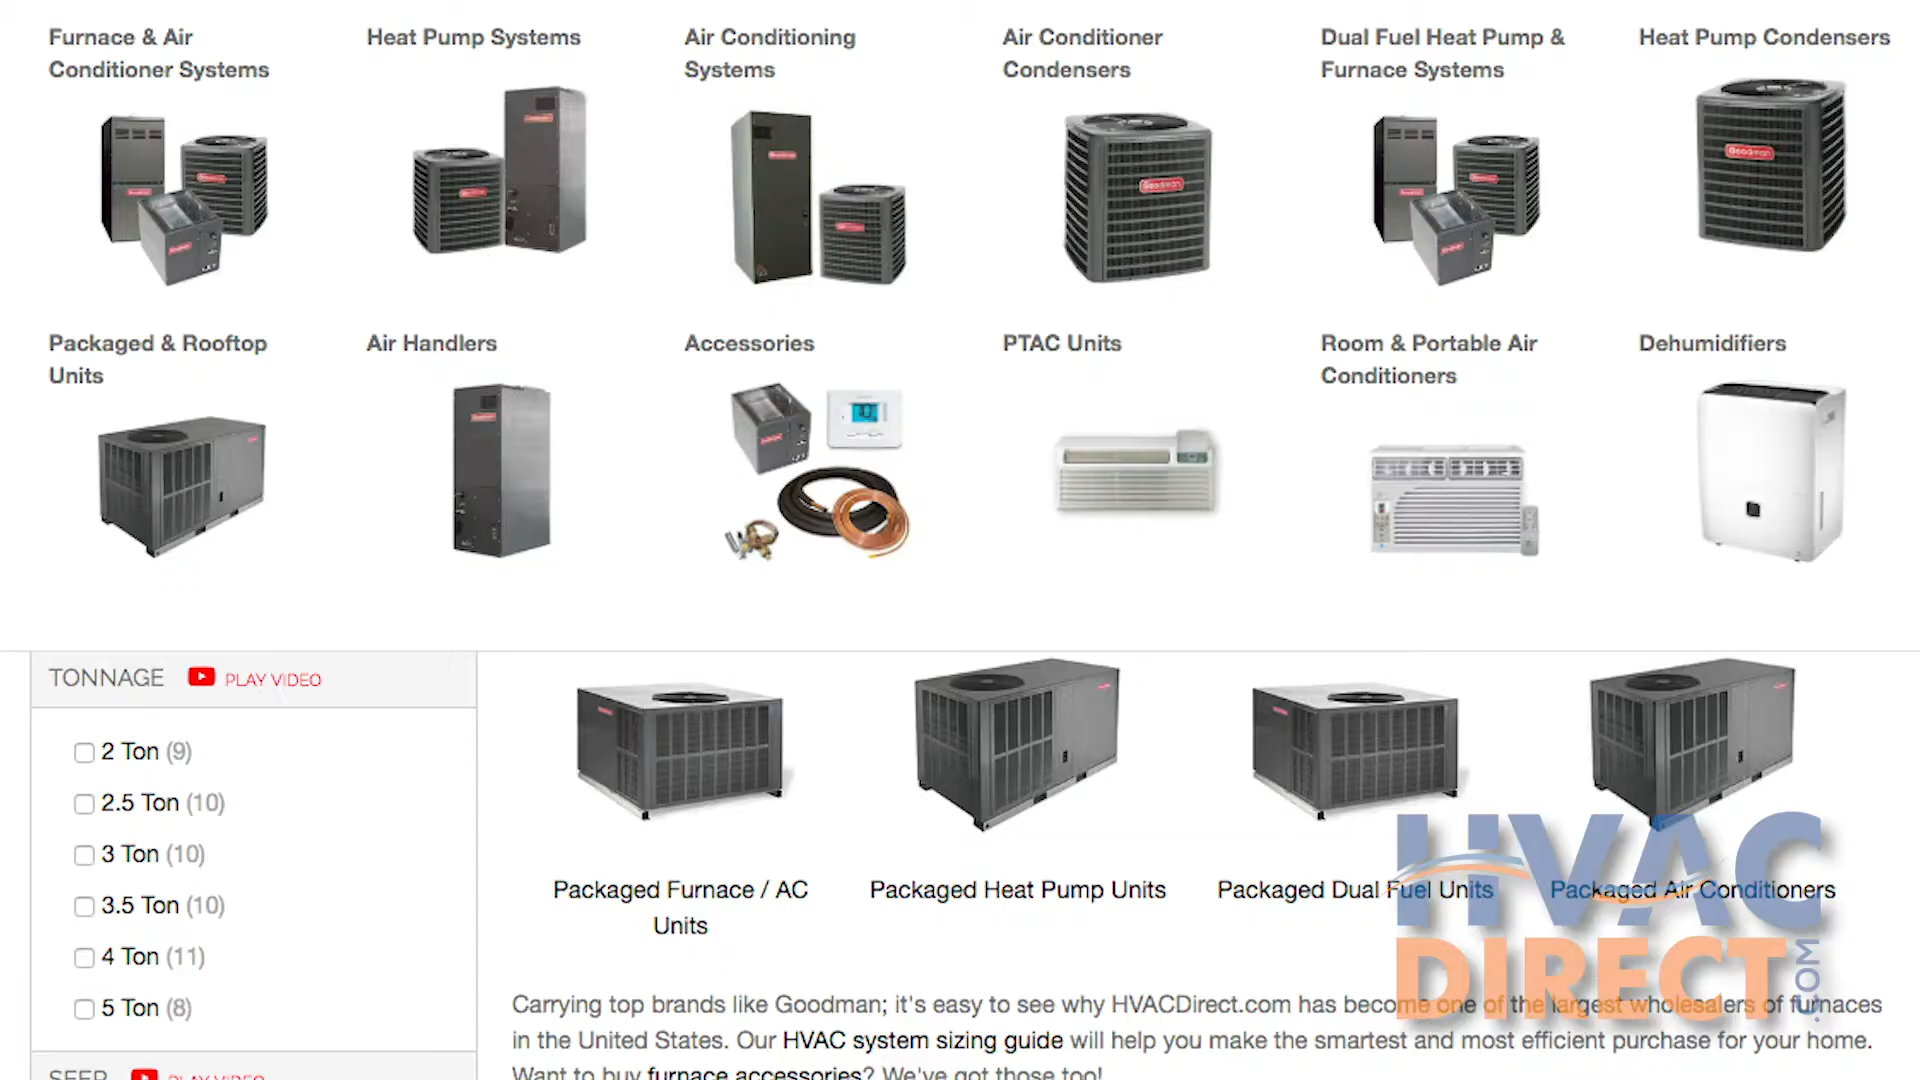 Furnace & Air
Conditioner Systems
Heat Pump Systems
Air Conditioning
Systems
Air Conditioner
Condensers
Dual Fuel Heat Pump &
Furnace Systems
Heat Pump Condensers
Goodman
Goodman
Packaged & Rooftop
Units
Air Handlers
Accessories
PTAC Units
Room & Portable Air
Conditioners
Dehumidifiers
TONNAGE PLAY VIDEO
2 Ton (9)
2.5 Ton (10)
3 Ton (10)
3.5 Ton (10)
4 Ton (11)
5 Ton (8)
SEER PLAY VIDEO
Packaged Furnace / AC
Units
Packaged Heat Pump Units
Packaged Dual Fuel Units
Packaged Air Conditioners
Carrying top brands like Goodman; it's easy to see why HVACDirect.com has become one of the largest wholesalers of furnaces
in the United States. Our HVAC system sizing guide will help you make the smartest and most efficient purchase for your home.
Want to buy furnace accessories? We've got those too!
HVAC
DIRECT
.COM